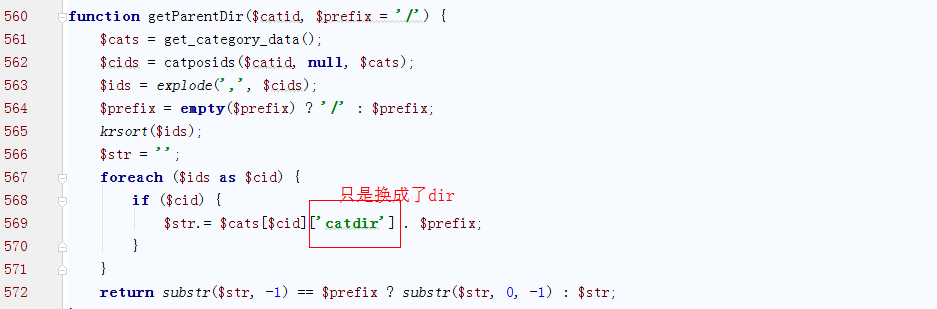 560 function getParentDir($catid, $prefix = '/') {
561 $cats = get_category_data();
562 $cids = catposids($catid, null, $cats);
563 $ids = explode(',', $cids);
564 $prefix = empty($prefix) ? '/' : $prefix;
565 krsort($ids);
566 $str = '';
567 foreach ($ids as $cid) {
只是换成了dir
568 if ($cid) {
569 $str.= $cats[$cid]['catdir'] . $prefix;
570 }
571 }
572 return substr($str, -1) == $prefix ? substr($str, 0, -1) : $str;